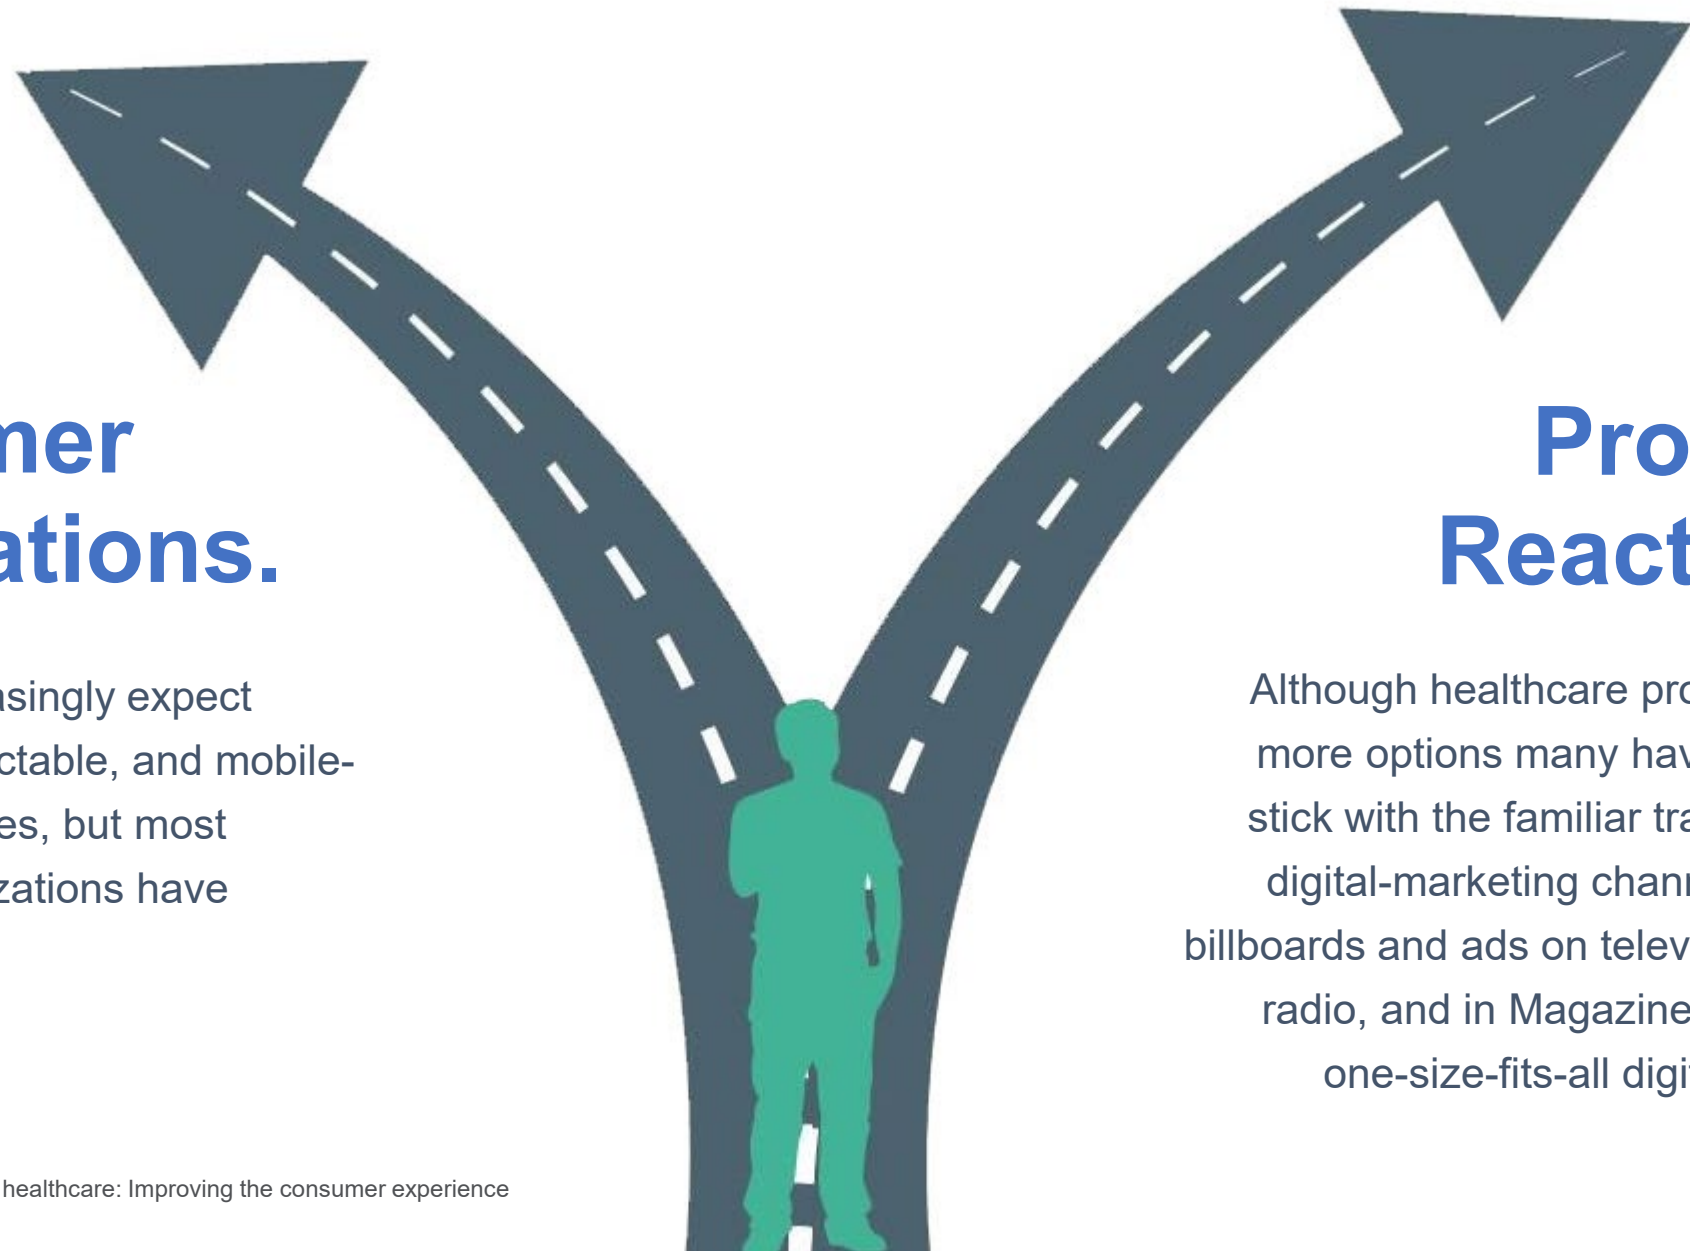 mer
ations.
asingly expect
ctable, and mobile-
es, but most
zations have
healthcare: Improving the consumer experience
Pro
React
Although healthcare pro
more options many hav
stick with the familiar tra
digital-marketing chann
billboards and ads on telev
radio, and in Magazine
one-size-fits-all digi